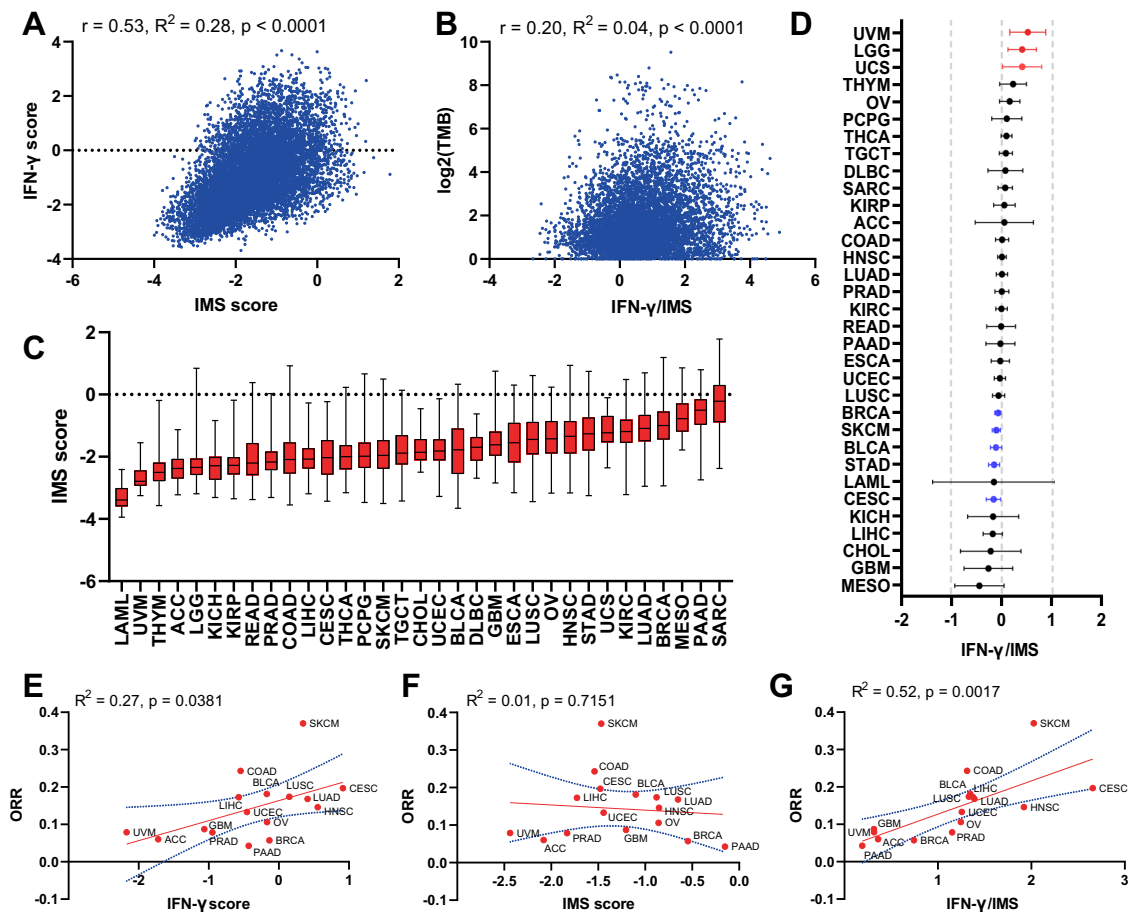 A
r = 0.53, R² = 0.28, p < 0.0001
IFN-γ score
4
2
0
-2
-4
-6
-4
-2
0
2
IMS score
B
r = 0.20, R² = 0.04, p < 0.0001
log2(TMB)
10
8
6
4
2
0
-4
-2
0
2
4
6
IFN-γ/IMS
C
IMS score
2
0
-2
-4
-6
LAML
UVM
THYM
ACC
LGG
KICH
KIRP
READ
PRAD
COAD
LIHC
CESC
THCA
PCPG
SKCM
TGCT
CHOL
UCEC
BLCA
DLBC
GBM
ESCA
LUSC
OV
HNSC
STAD
UCS
KIRC
LUAD
BRCA
MESO
PAAD
SARC
D
UVM
LGG
UCS
THYM
OV
PCPG
THCA
TGCT
DLBC
SARC
KIRP
ACC
COAD
HNSC
LUAD
PRAD
KIRC
READ
PAAD
ESCA
UCEC
LUSC
BRCA
SKCM
BLCA
STAD
LAML
CESC
KICH
LIHC
CHOL
GBM
MESO
-2
-1
0
1
2
IFN-γ/IMS
E
R² = 0.27, p = 0.0381
ORR
0.4
0.3
0.2
0.1
0.0
-0.1
SKCM
COAD
BLCA
LUSC
CESC
LIHC
LUAD
HNSC
UCEC
OV
UVM
GBM
ACC
PRAD
BRCA
PAAD
-2
-1
0
1
IFN-γ score
F
R² = 0.01, p = 0.7151
ORR
0.4
0.3
0.2
0.1
0.0
-0.1
SKCM
COAD
CESC
BLCA
LIHC
LUSC
LUAD
HNSC
UCEC
OV
UVM
PRAD
GBM
ACC
BRCA
PAAD
-2.5
-2.0
-1.5
-1.0
-0.5
0.0
IMS score
G
R² = 0.52, p = 0.0017
ORR
0.4
0.3
0.2
0.1
0.0
-0.1
SKCM
COAD
BLCA
LIHC
CESC
LUSC
LUAD
HNSC
UCEC
OV
GBM
UVM
PRAD
ACC
BRCA
PAAD
0
1
2
3
IFN-γ/IMS